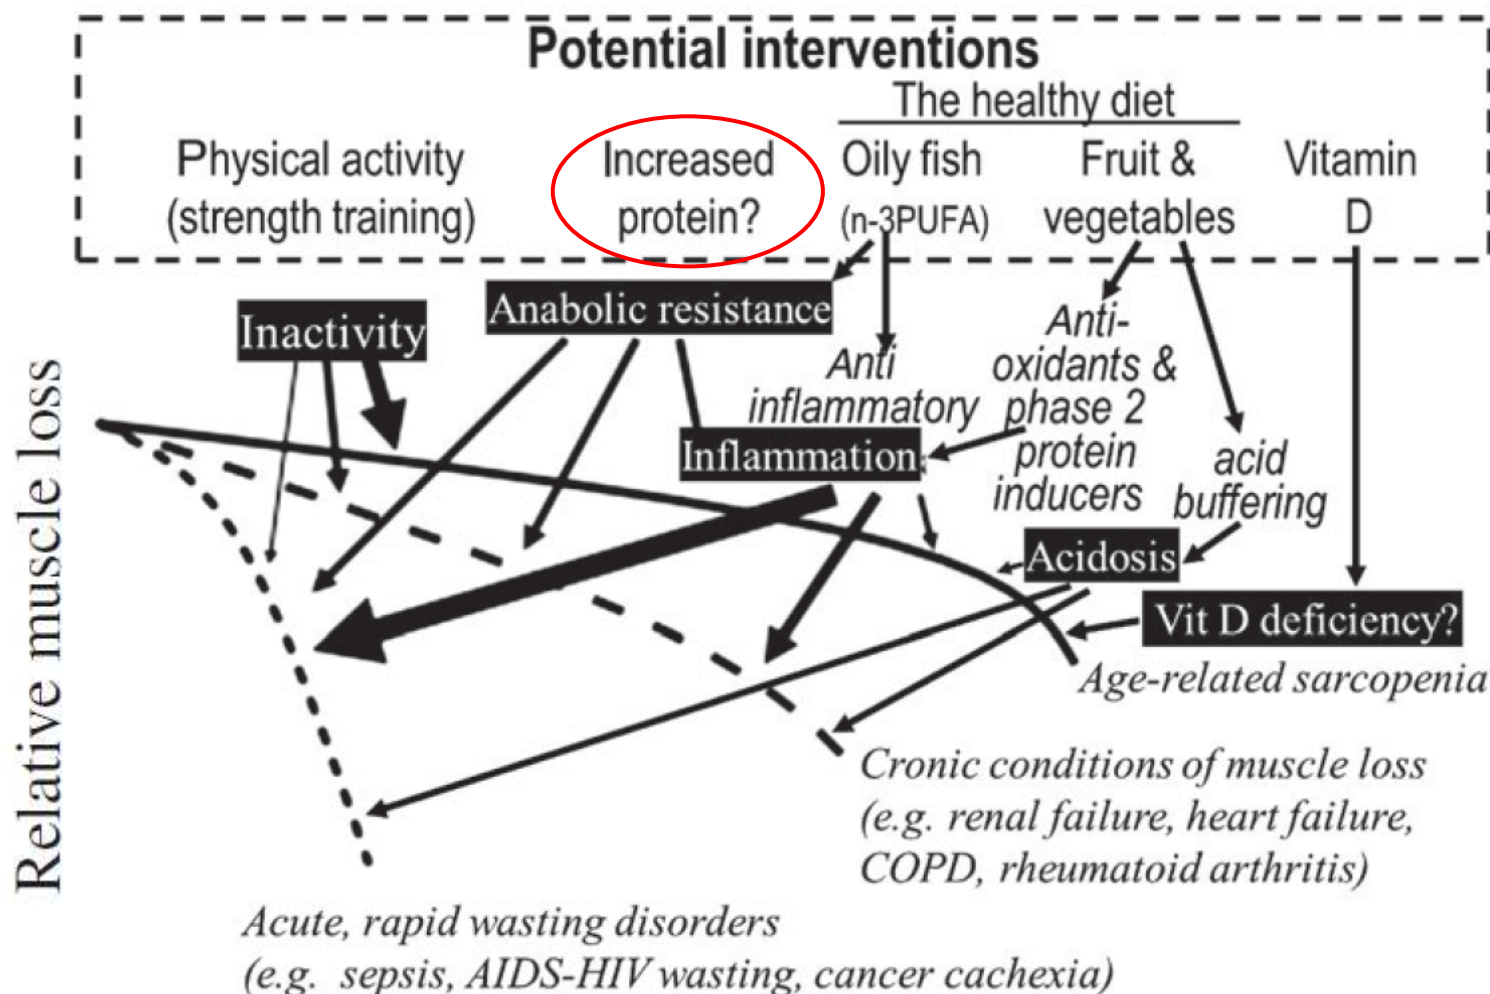 Potential interventions
The healthy diet
Physical activity
(strength training)
Increased
protein?
Oily fish
(n-3PUFA)
Fruit &
vegetables
Vitamin
D
Inactivity
Anabolic resistance
Anti
inflammatory
Anti-
oxidants &
phase 2
protein
inducers
acid
buffering
Inflammation
Acidosis
Vit D deficiency?
Relative muscle loss
Age-related sarcopenia
Cronic conditions of muscle loss
(e.g. renal failure, heart failure,
COPD, rheumatoid arthritis)
Acute, rapid wasting disorders
(e.g. sepsis, AIDS-HIV wasting, cancer cachexia)